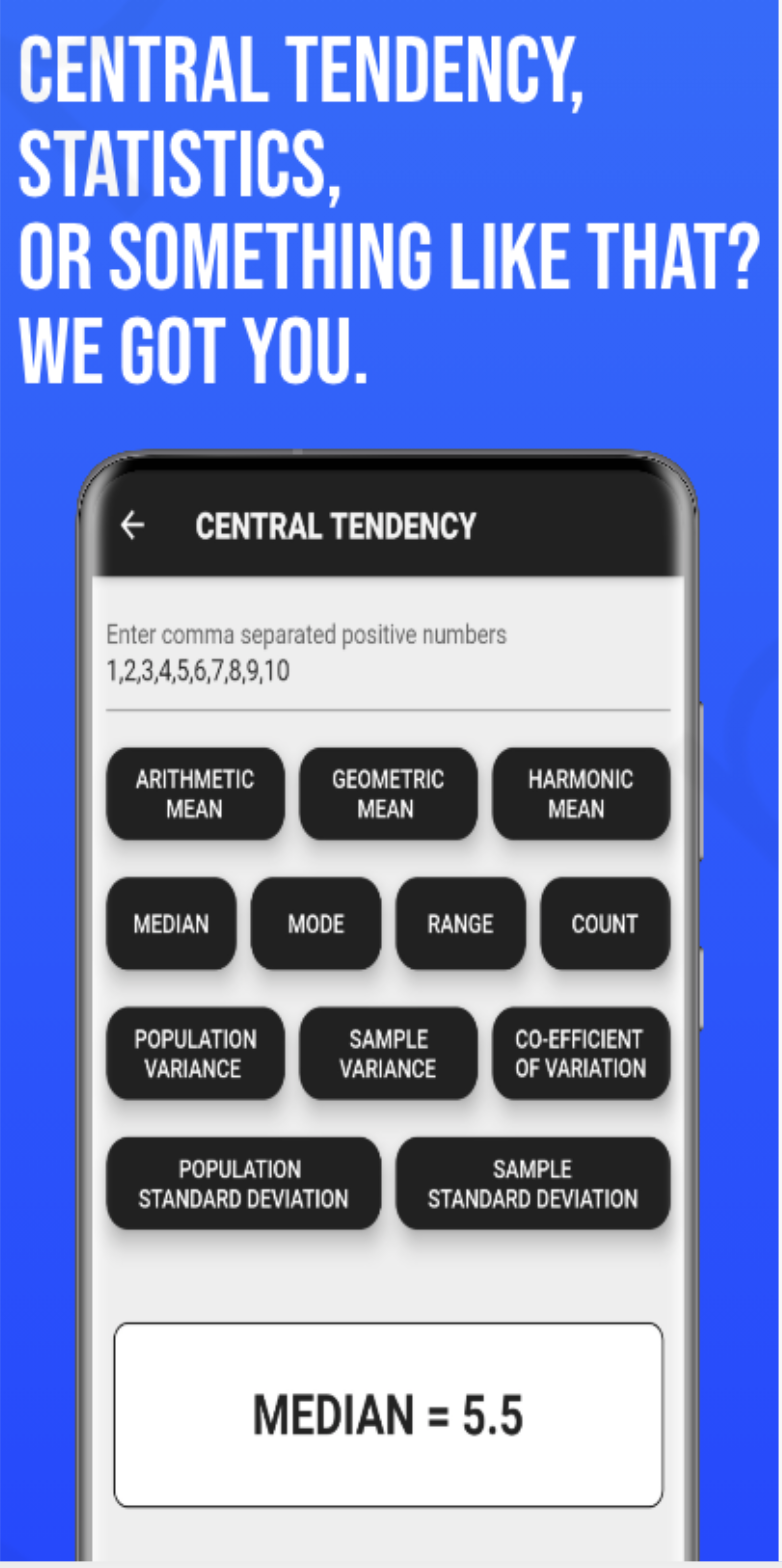 CENTRAL TENDENCY,
STATISTICS,
OR SOMETHING LIKE THAT?
WE GOT YOU.
CENTRAL TENDENCY
Enter comma separated positive numbers
1,2,3,4,5,6,7,8,9,10
ARITHMETIC
MEAN
GEOMETRIC
MEAN
HARMONIC
MEAN
MEDIAN
MODE
RANGE
COUNT
POPULATION
VARIANCE
SAMPLE
VARIANCE
CO-EFFICIENT
OF VARIATION
POPULATION
STANDARD DEVIATION
SAMPLE
STANDARD DEVIATION
MEDIAN = 5.5